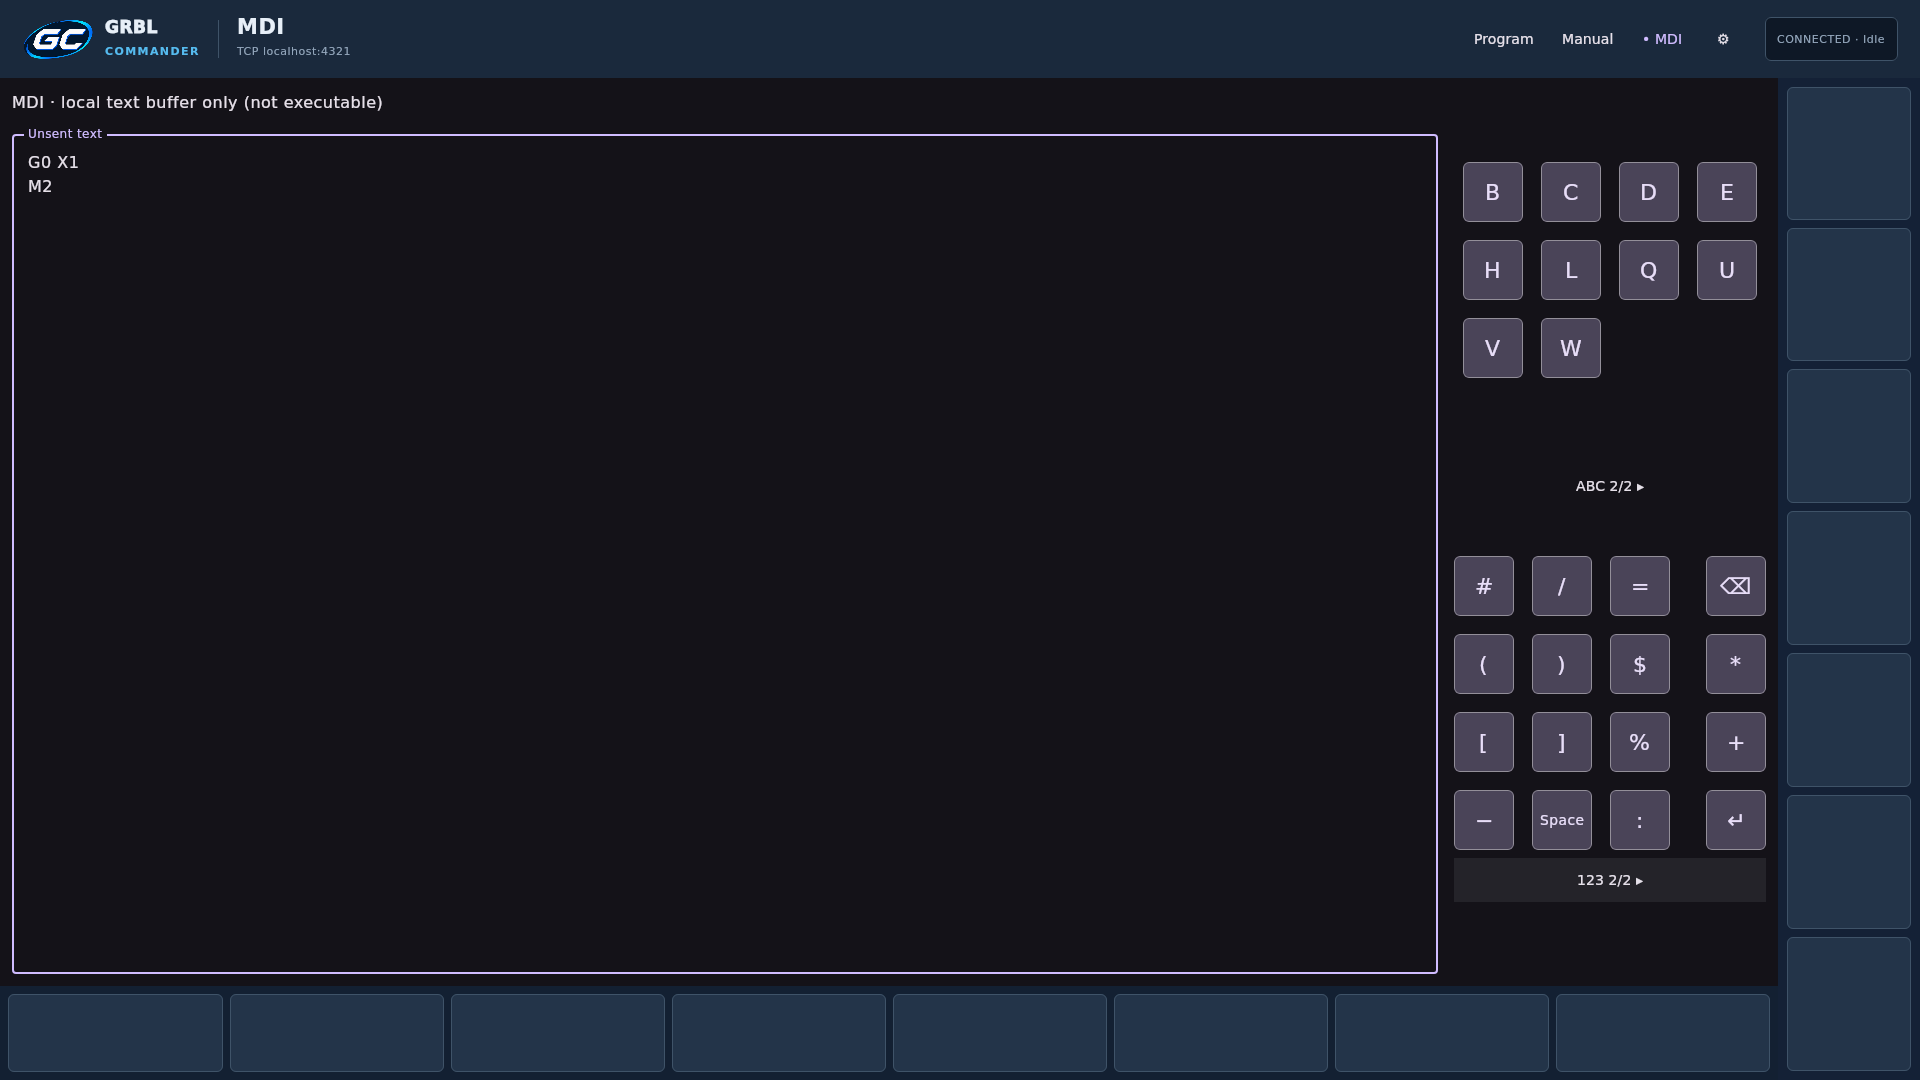 GC
GRBL
COMMANDER
MDI
TCP localhost:4321
Program
Manual
• MDI
⚙
CONNECTED · Idle
MDI · local text buffer only (not executable)
Unsent text
G0 X1
M2
B C D E
H L Q U
V W
ABC 2/2 ▸
# / = ⌫
( ) $ *
[ ] % +
− Space : ↵
123 2/2 ▸